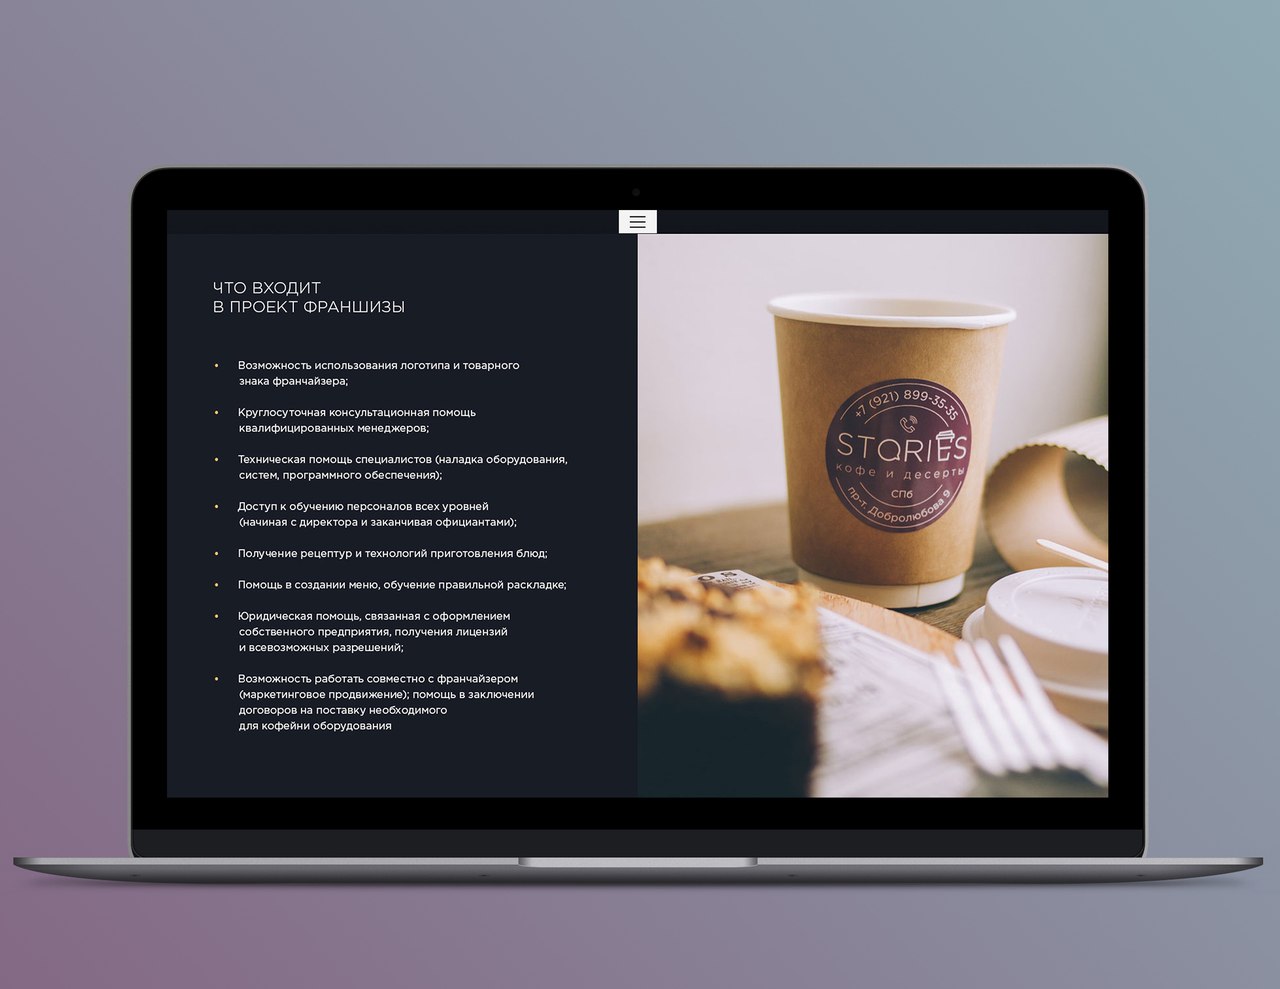 ЧТО ВХОДИТ
В ПРОЕКТ ФРАНШИЗЫ
• Возможность использования логотипа и товарного
знака франчайзера;
• Круглосуточная консультационная помощь
квалифицированных менеджеров;
• Техническая помощь специалистов (наладка оборудования,
систем, программного обеспечения);
• Доступ к обучению персоналов всех уровней
(начиная с директора и заканчивая официантами);
• Получение рецептур и технологий приготовления блюд;
• Помощь в создании меню, обучение правильной раскладке;
• Юридическая помощь, связанная с оформлением
собственного предприятия, получения лицензий
и всевозможных разрешений;
• Возможность работать совместно с франчайзером
(маркетинговое продвижение); помощь в заключении
договоров на поставку необходимого
для кофейни оборудования
+7 (921) 899-35-35
STORIES
кофе и десерты
СПб
пр-т. Добролюбова 9